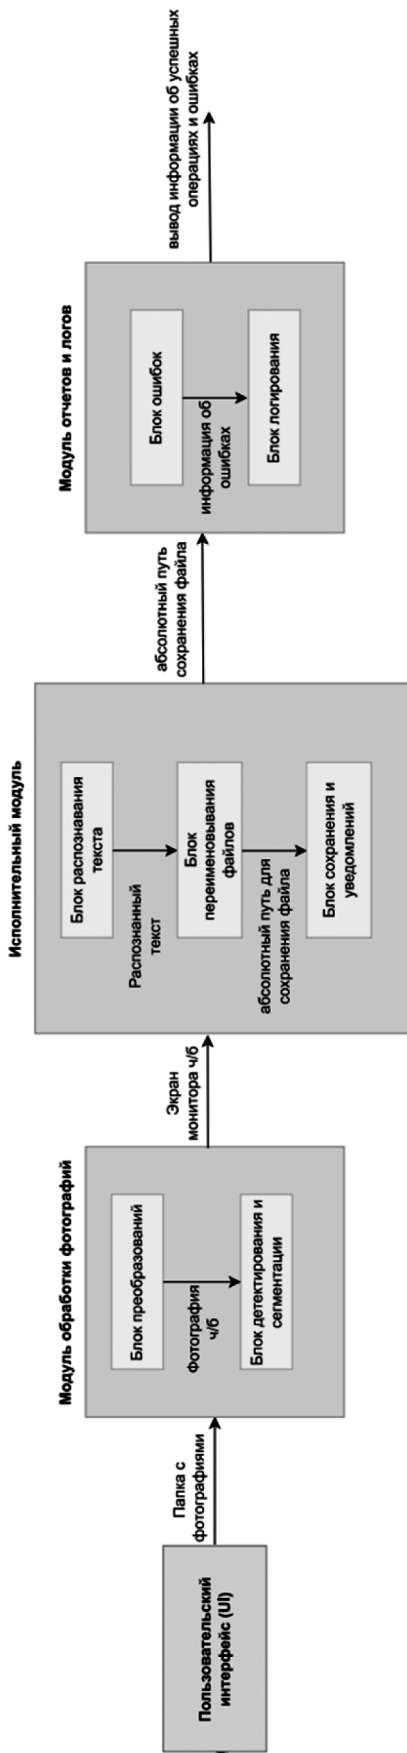 Пользовательский
интерфейс (UI)
Папка с
фотографиями
Модуль обработки фотографий
Блок преобразований
Фотография
ч/б
Блок детектирования и
сегментации
Экран
монитора ч/б
Исполнительный модуль
Блок распознавания
текста
Распознанный
текст
Блок
переименовывания
файлов
абсолютный путь для
сохранения файла
Блок сохранения и
уведомлений
абсолютный путь
сохранения файла
Модуль отчетов и логов
Блок ошибок
информация об
ошибках
Блок логирования
вывод информации об успешных
операциях и ошибках